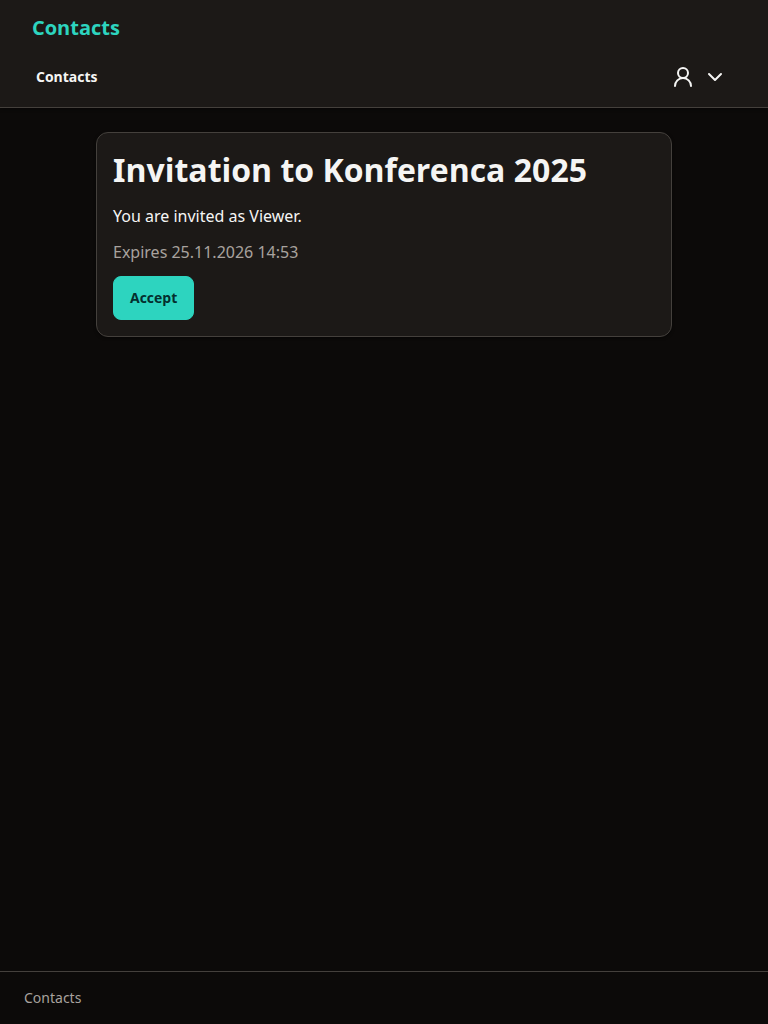 Contacts
Contacts
Invitation to Konferenca 2025
You are invited as Viewer.
Expires 25.11.2026 14:53
Accept
Contacts